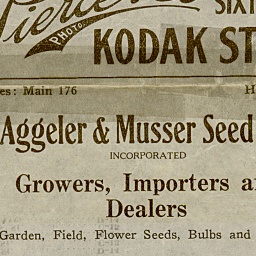 Pierce
SIXT
PHOTO
KODAK ST
es: Main 176 H
Aggeler & Musser Seed
INCORPORATED
Growers, Importers a
Dealers
Garden, Field, Flower Seeds, Bulbs and